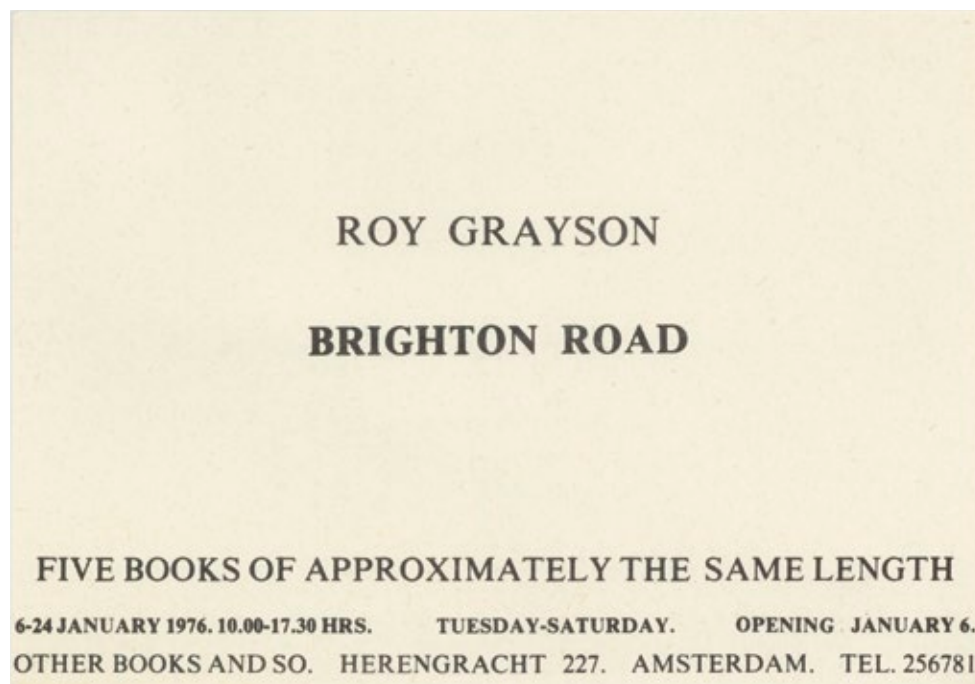 ROY GRAYSON
BRIGHTON ROAD
FIVE BOOKS OF APPROXIMATELY THE SAME LENGTH
6-24 JANUARY 1976. 10.00-17.30 HRS. TUESDAY-SATURDAY. OPENING JANUARY 6.
OTHER BOOKS AND SO. HERENGRACHT 227. AMSTERDAM. TEL. 256781